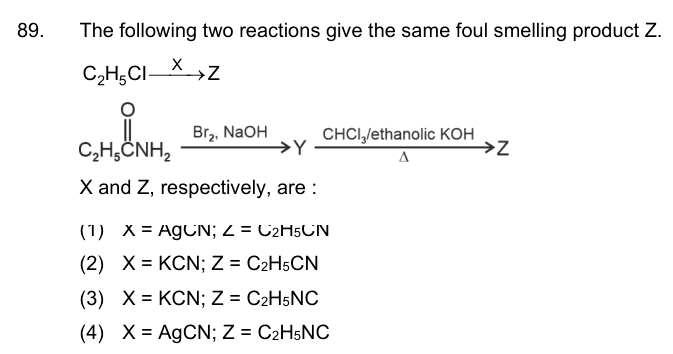 89. The following two reactions give the same foul smelling product Z.
C₂H₅Cl —X→ Z
O
C₂H₅CNH₂ —Br₂, NaOH→ Y —CHCl₃/ethanolic KOH, Δ→ Z
X and Z, respectively, are :
(1) X = AgCN; Z = C₂H₅CN
(2) X = KCN; Z = C₂H₅CN
(3) X = KCN; Z = C₂H₅NC
(4) X = AgCN; Z = C₂H₅NC